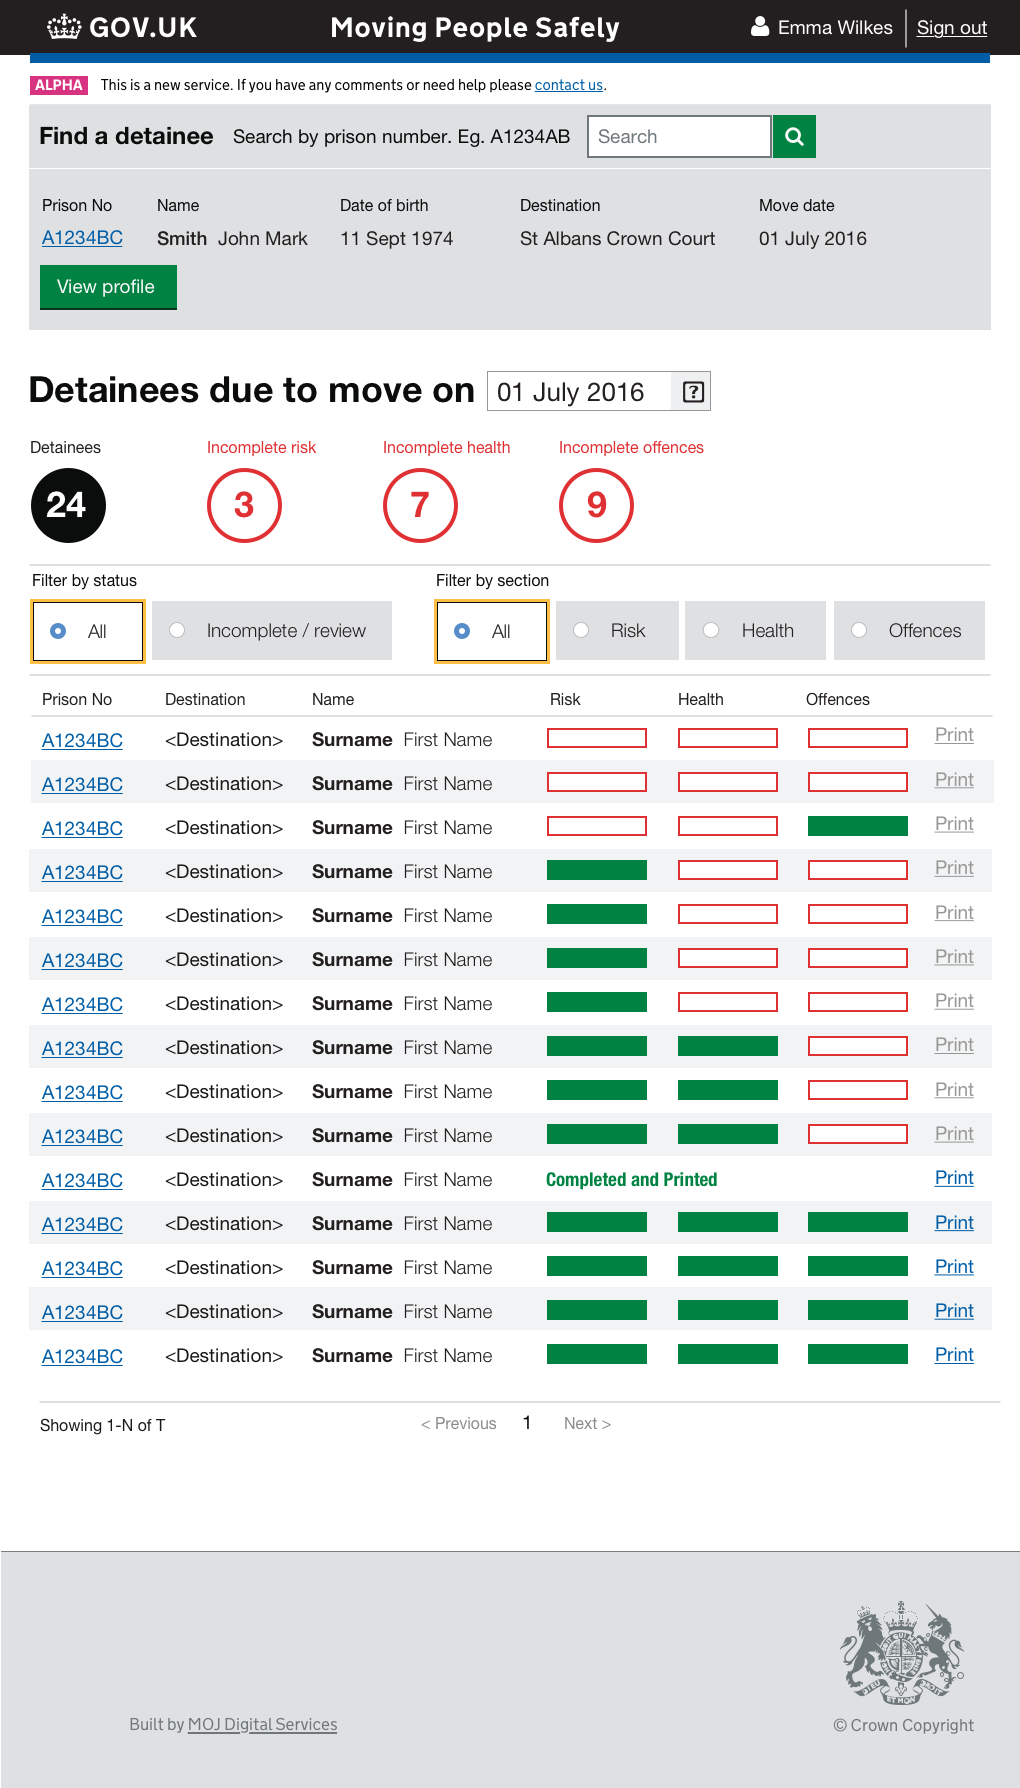 GOV.UK Moving People Safely Emma Wilkes Sign out
ALPHA This is a new service. If you have any comments or need help please contact us.
Find a detainee Search by prison number. Eg. A1234AB Search
Prison No Name Date of birth Destination Move date
A1234BC Smith John Mark 11 Sept 1974 St Albans Crown Court 01 July 2016
View profile
Detainees due to move on 01 July 2016 ?
Detainees Incomplete risk Incomplete health Incomplete offences
24 3 7 9
Filter by status Filter by section
All Incomplete / review All Risk Health Offences
Prison No Destination Name Risk Health Offences
A1234BC <Destination> Surname First Name Print
A1234BC <Destination> Surname First Name Print
A1234BC <Destination> Surname First Name Print
A1234BC <Destination> Surname First Name Print
A1234BC <Destination> Surname First Name Print
A1234BC <Destination> Surname First Name Print
A1234BC <Destination> Surname First Name Print
A1234BC <Destination> Surname First Name Print
A1234BC <Destination> Surname First Name Print
A1234BC <Destination> Surname First Name Print
A1234BC <Destination> Surname First Name Completed and Printed Print
A1234BC <Destination> Surname First Name Print
A1234BC <Destination> Surname First Name Print
A1234BC <Destination> Surname First Name Print
A1234BC <Destination> Surname First Name Print
Showing 1-N of T < Previous 1 Next >
Built by MOJ Digital Services © Crown Copyright